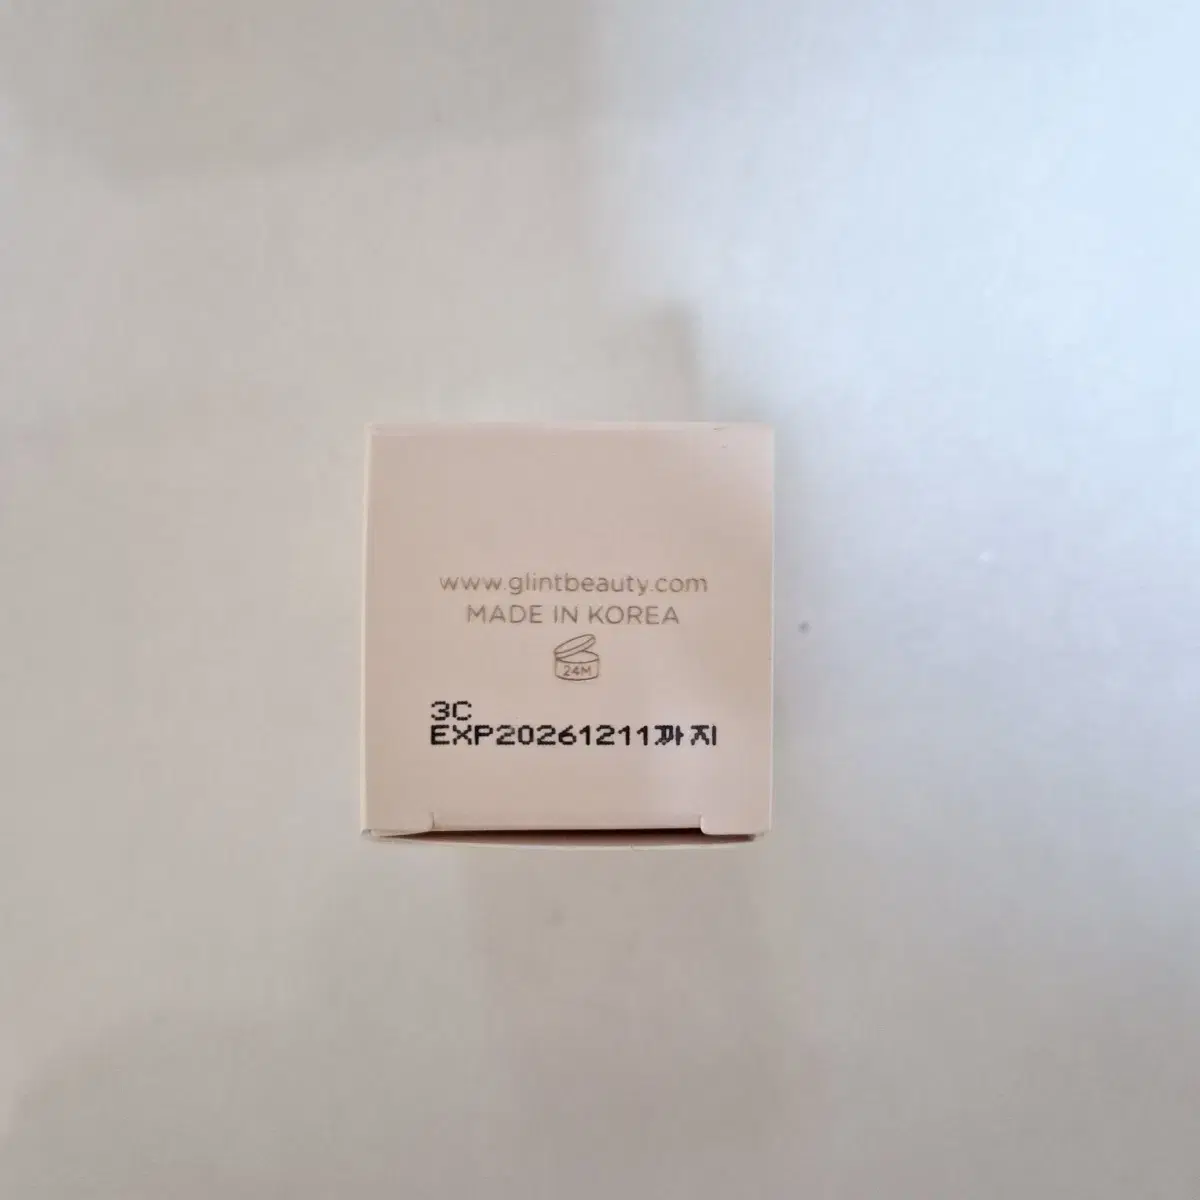 www.glintbeauty.com
MADE IN KOREA
24M
3C
EXP20261211까지